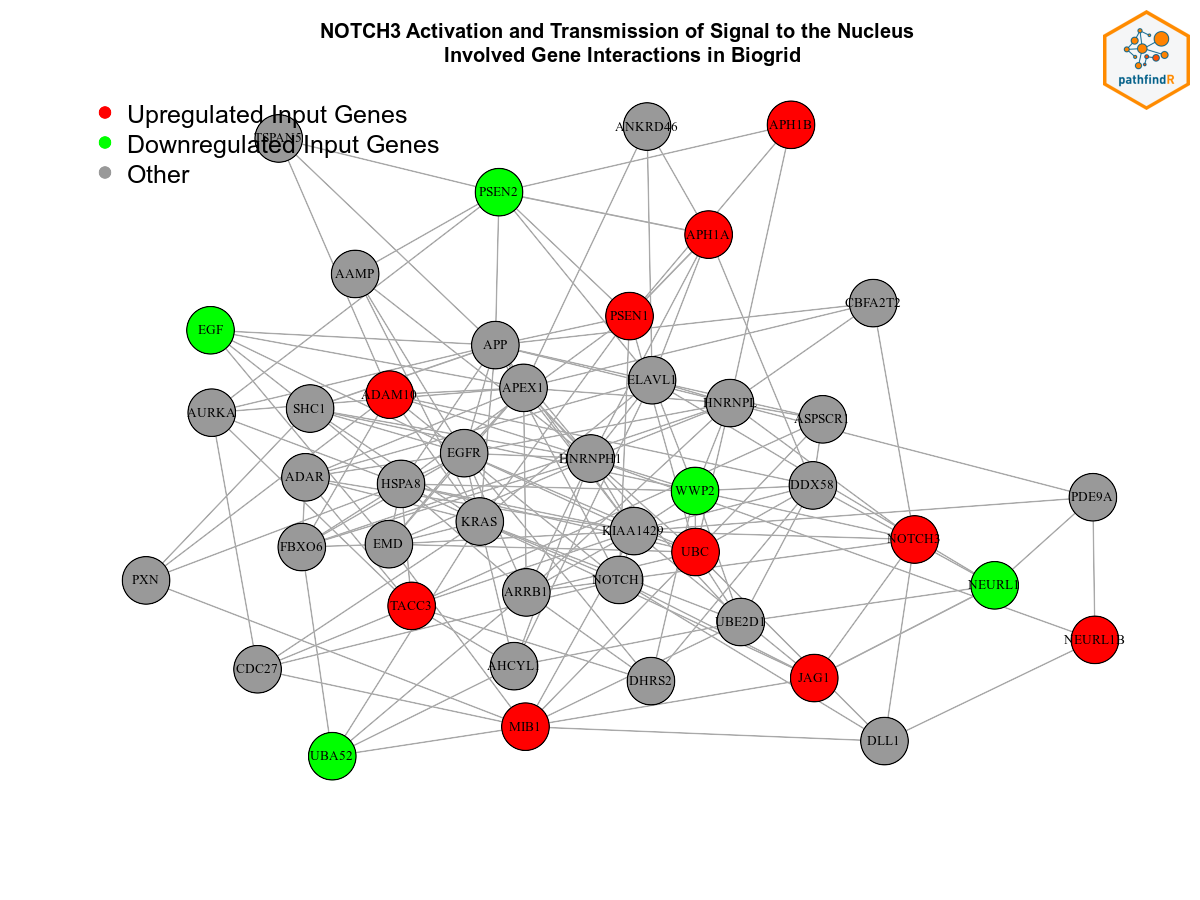 NOTCH3 Activation and Transmission of Signal to the Nucleus
Involved Gene Interactions in Biogrid
pathfindR
Upregulated Input Genes
Downregulated Input Genes
Other
TSPAN5
ANKRD46
APH1B
PSEN2
APH1A
AAMP
CBFA2T2
EGF
PSEN1
APP
APEX1
ELAVL1
ADAM10
HNRNPL
AURKA
SHC1
ASPSCR1
EGFR
HNRNPH1
ADAR
HSPA8
WWP2
DDX58
PDE9A
KRAS
KIAA1429
FBXO6
EMD
UBC
NOTCH3
PXN
NOTCH1
NEURL1
ARRB1
TACC3
UBE2D1
NEURL1B
CDC27
AHCYL1
DHRS2
JAG1
MIB1
DLL1
UBA52